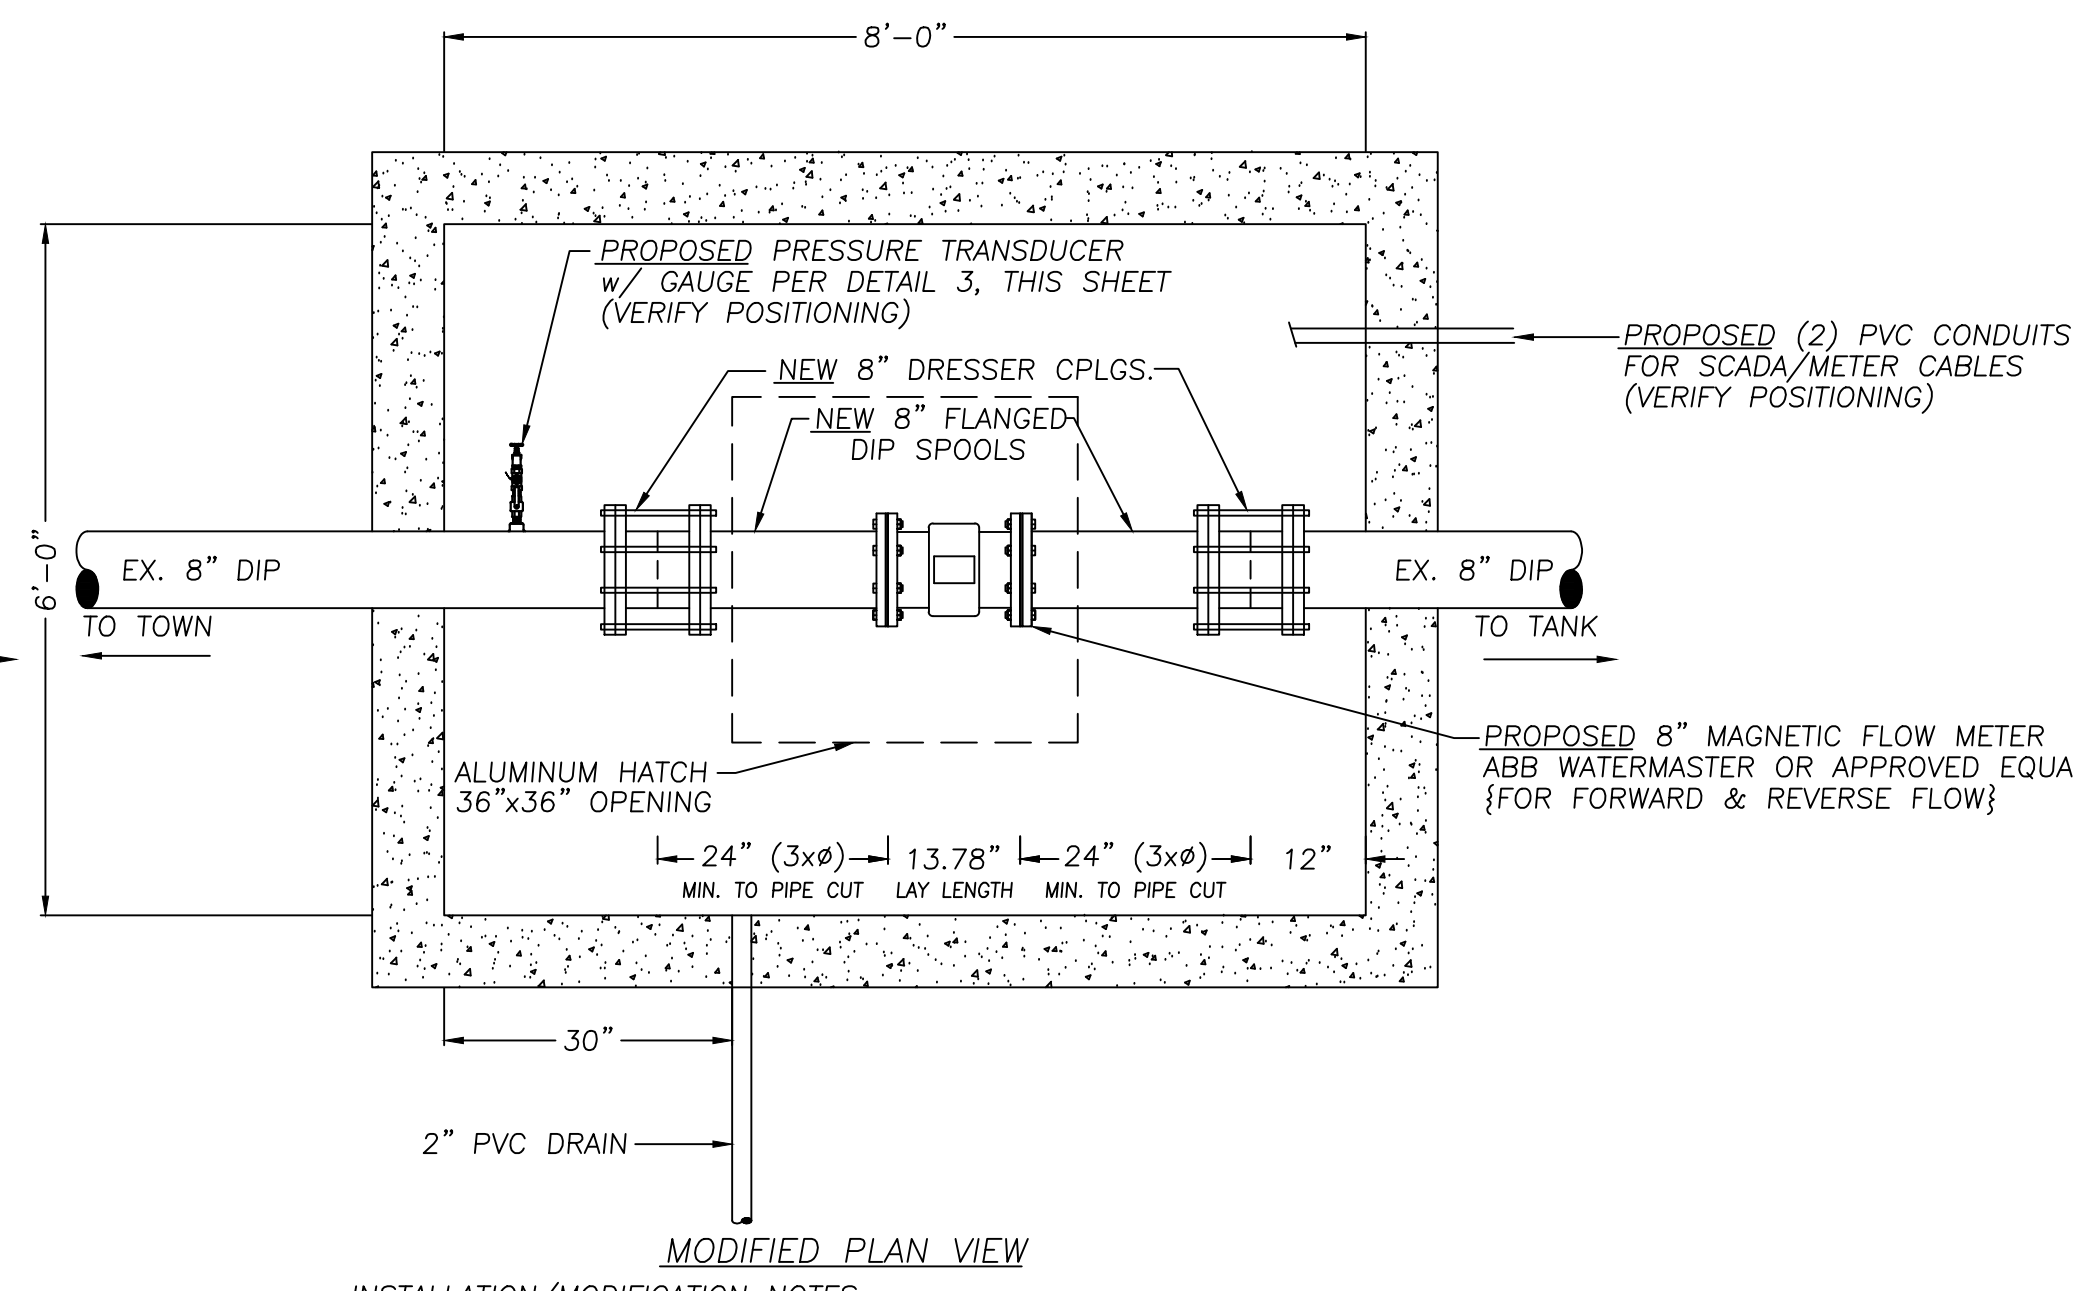 8'-0"
PROPOSED PRESSURE TRANSDUCER
w/ GAUGE PER DETAIL 3, THIS SHEET
(VERIFY POSITIONING)
PROPOSED (2) PVC CONDUITS
FOR SCADA/METER CABLES
(VERIFY POSITIONING)
NEW 8" DRESSER CPLGS.
NEW 8" FLANGED
DIP SPOOLS
6'-0"
EX. 8" DIP
EX. 8" DIP
TO TOWN
TO TANK
PROPOSED 8" MAGNETIC FLOW METER
ABB WATERMASTER OR APPROVED EQUA
{FOR FORWARD & REVERSE FLOW}
ALUMINUM HATCH
36"x36" OPENING
24" (3xø) 13.78" 24" (3xø) 12"
MIN. TO PIPE CUT LAY LENGTH MIN. TO PIPE CUT
30"
2" PVC DRAIN
MODIFIED PLAN VIEW
INSTALLATION/MODIFICATION NOTES